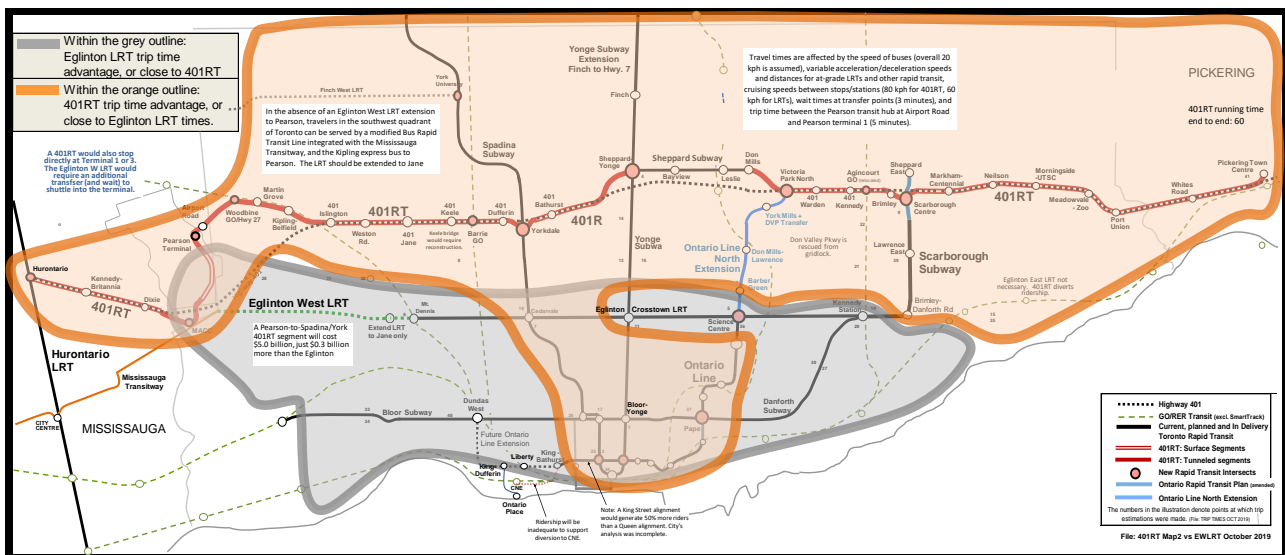 Within the grey outline:
Eglinton LRT trip time
advantage, or close to 401RT
Within the orange outline:
401RT trip time advantage, or
close to Eglinton LRT times.
Yonge Subway
Extension
Finch to Hwy. 7
Travel times are affected by the speed of buses (overall 20
kph is assumed), variable acceleration/deceleration speeds
and distances for at-grade LRTs and other rapid transit,
cruising speeds between stops/stations (80 kph for 401RT, 60
kph for LRTs), wait times at transfer points (3 minutes), and
trip time between the Pearson transit hub at Airport Road
and Pearson terminal 1 (5 minutes).
PICKERING
401RT running time
end to end: 60
York
University
Finch West LRT
Finch
In the absence of an Eglinton West LRT extension
to Pearson, travelers in the southwest quadrant
of Toronto can be served by a modified Bus Rapid
Transit Line integrated with the Mississauga
Transitway, and the Kipling express bus to
Pearson. The LRT should be extended to Jane
A 401RT would also stop
directly at Terminal 1 or 3.
The Eglinton W LRT would
require an additional
transfer (and wait) to
shuttle into the terminal.
Spadina
Subway
Sheppard-
Yonge
Sheppard Subway
Bayview
Leslie
Don
Mills
Victoria
Park North
401
Warden
Agincourt
GO
401
Kennedy
Sheppard
East
Brimley
Scarborough
Centre
Markham-
Centennial
Neilson
Morningside
-UTSC
Meadowvale
- Zoo
Port
Union
Whites
Road
Pickering Town
Centre
Airport
Road
Woodbine
GO/Hwy 27
Martin
Grove
Kipling-
Belfield
401
Islington
401RT
Weston
Rd.
401
Jane
401
Keele
Keele bridge
would require
reconstruction.
Barrie
GO
401
Dufferin
Yorkdale
401
Bathurst
401R
Pearson
Terminal
York Mills +
DVP Transfer
Don Valley Pkwy is
rescued from
gridlock.
Ontario Line
North
Extension
Don Mills-
Lawrence
Barber
Green
Yonge
Subwa
Lawrence
East
Scarborough
Subway
Eglinton East LRT not
necessary. 401RT diverts
ridership.
Hurontario
Kennedy-
Britannia
Dixie
401RT
MACC
Eglinton West LRT
Extend LRT
to Jane only
Mt.
Dennis
Cedarvale
Eglinton
Crosstown LRT
Science
Centre
Kennedy
Station
Brimley-
Danforth Rd
A Pearson-to-Spadina/York
401RT segment will cost
$5.0 billion, just $0.3 billion
more than the Eglinton
Hurontario
LRT
Mississauga
Transitway
CITY
CENTRE
MISSISSAUGA
Bloor Subway
Dundas
West
Bloor-
Yonge
Ontario
Line
Pape
Danforth
Subway
Future Ontario
Line Extension
Liberty
King-
Bathurst
King-
Dufferin
CNE
Ontario
Place
Ridership will be
inadequate to support
diversion to CNE.
Note: A King Street alignment
would generate 50% more riders
than a Queen alignment. City's
analysis was incomplete.
Highway 401
GO/RER Transit (excl. SmartTrack)
Current, planned and In Delivery
Toronto Rapid Transit
401RT: Surface Segments
401RT: Tunneled segments
New Rapid Transit Intersects
Ontario Rapid Transit Plan (amended)
Ontario Line North Extension
The numbers in the illustration denote points at which trip
estimations were made. (File: TRIP TIMES OCT 2019)
File: 401RT Map2 vs EWLRT October 2019